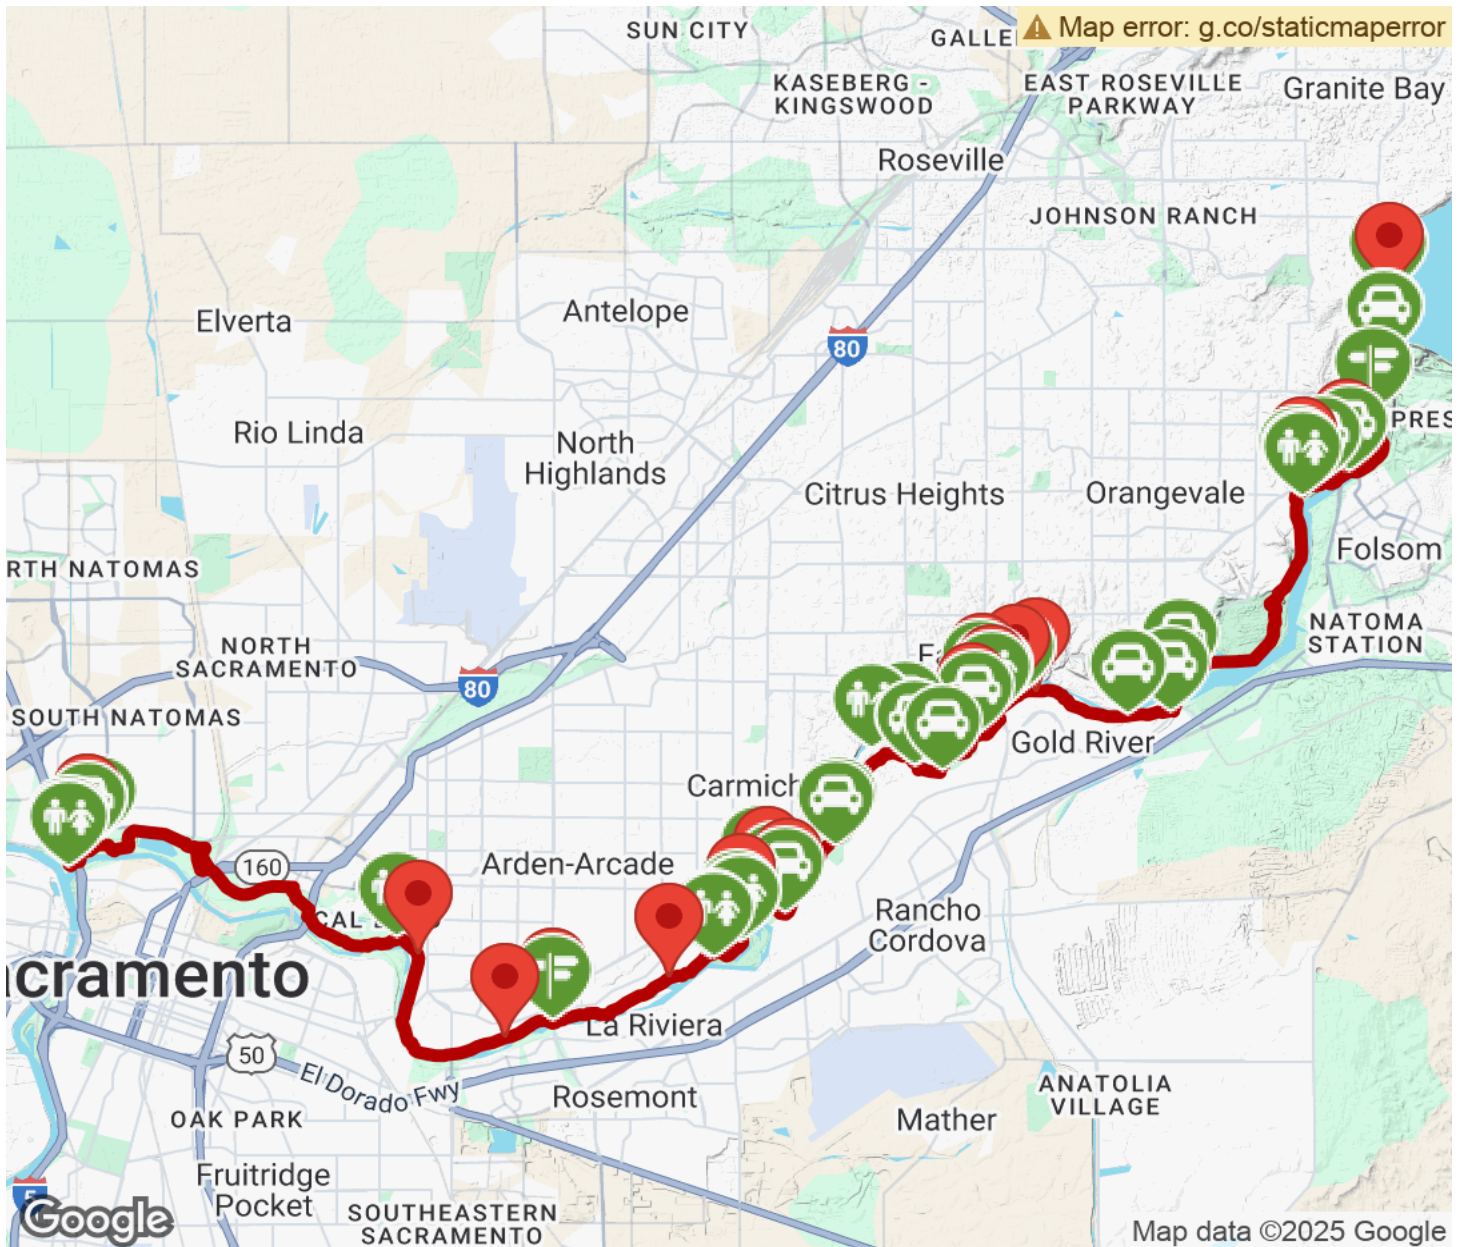 SUN CITY
GALLE
Map error: g.co/staticmaperror
KASEBERG -
KINGSWOOD
EAST ROSEVILLE
PARKWAY
Granite Bay
Roseville
JOHNSON RANCH
Elverta
Antelope
80
Rio Linda
North
Highlands
Citrus Heights
Orangevale
PRES
Folsom
RTH NATOMAS
NORTH
SACRAMENTO
80
NATOMA
STATION
Fa
SOUTH NATOMAS
Gold River
Carmich
160
Arden-Arcade
CAL E
Rancho
Cordova
acramento
La Riviera
50
El Dorado Fwy
Rosemont
ANATOLIA
VILLAGE
OAK PARK
Mather
Fruitridge
Pocket
5
SOUTHEASTERN
SACRAMENTO
Google
Map data ©2025 Google